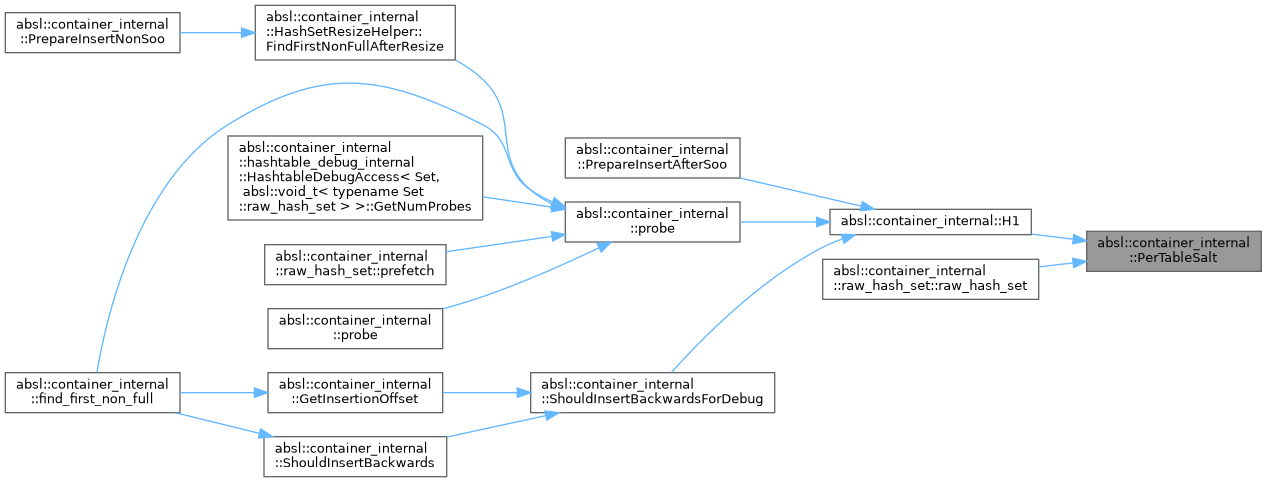 absl::container_internal
::PrepareInsertNonSoo
absl::container_internal
::HashSetResizeHelper::
FindFirstNonFullAfterResize
absl::container_internal
::hashtable_debug_internal
::HashtableDebugAccess< Set,
absl::void_t< typename Set
::raw_hash_set > >::GetNumProbes
absl::container_internal
::PrepareInsertAfterSoo
absl::container_internal
::probe
absl::container_internal::H1
absl::container_internal
::PerTableSalt
absl::container_internal
::raw_hash_set::prefetch
absl::container_internal
::raw_hash_set::raw_hash_set
absl::container_internal
::probe
absl::container_internal
::find_first_non_full
absl::container_internal
::GetInsertionOffset
absl::container_internal
::ShouldInsertBackwardsForDebug
absl::container_internal
::ShouldInsertBackwards